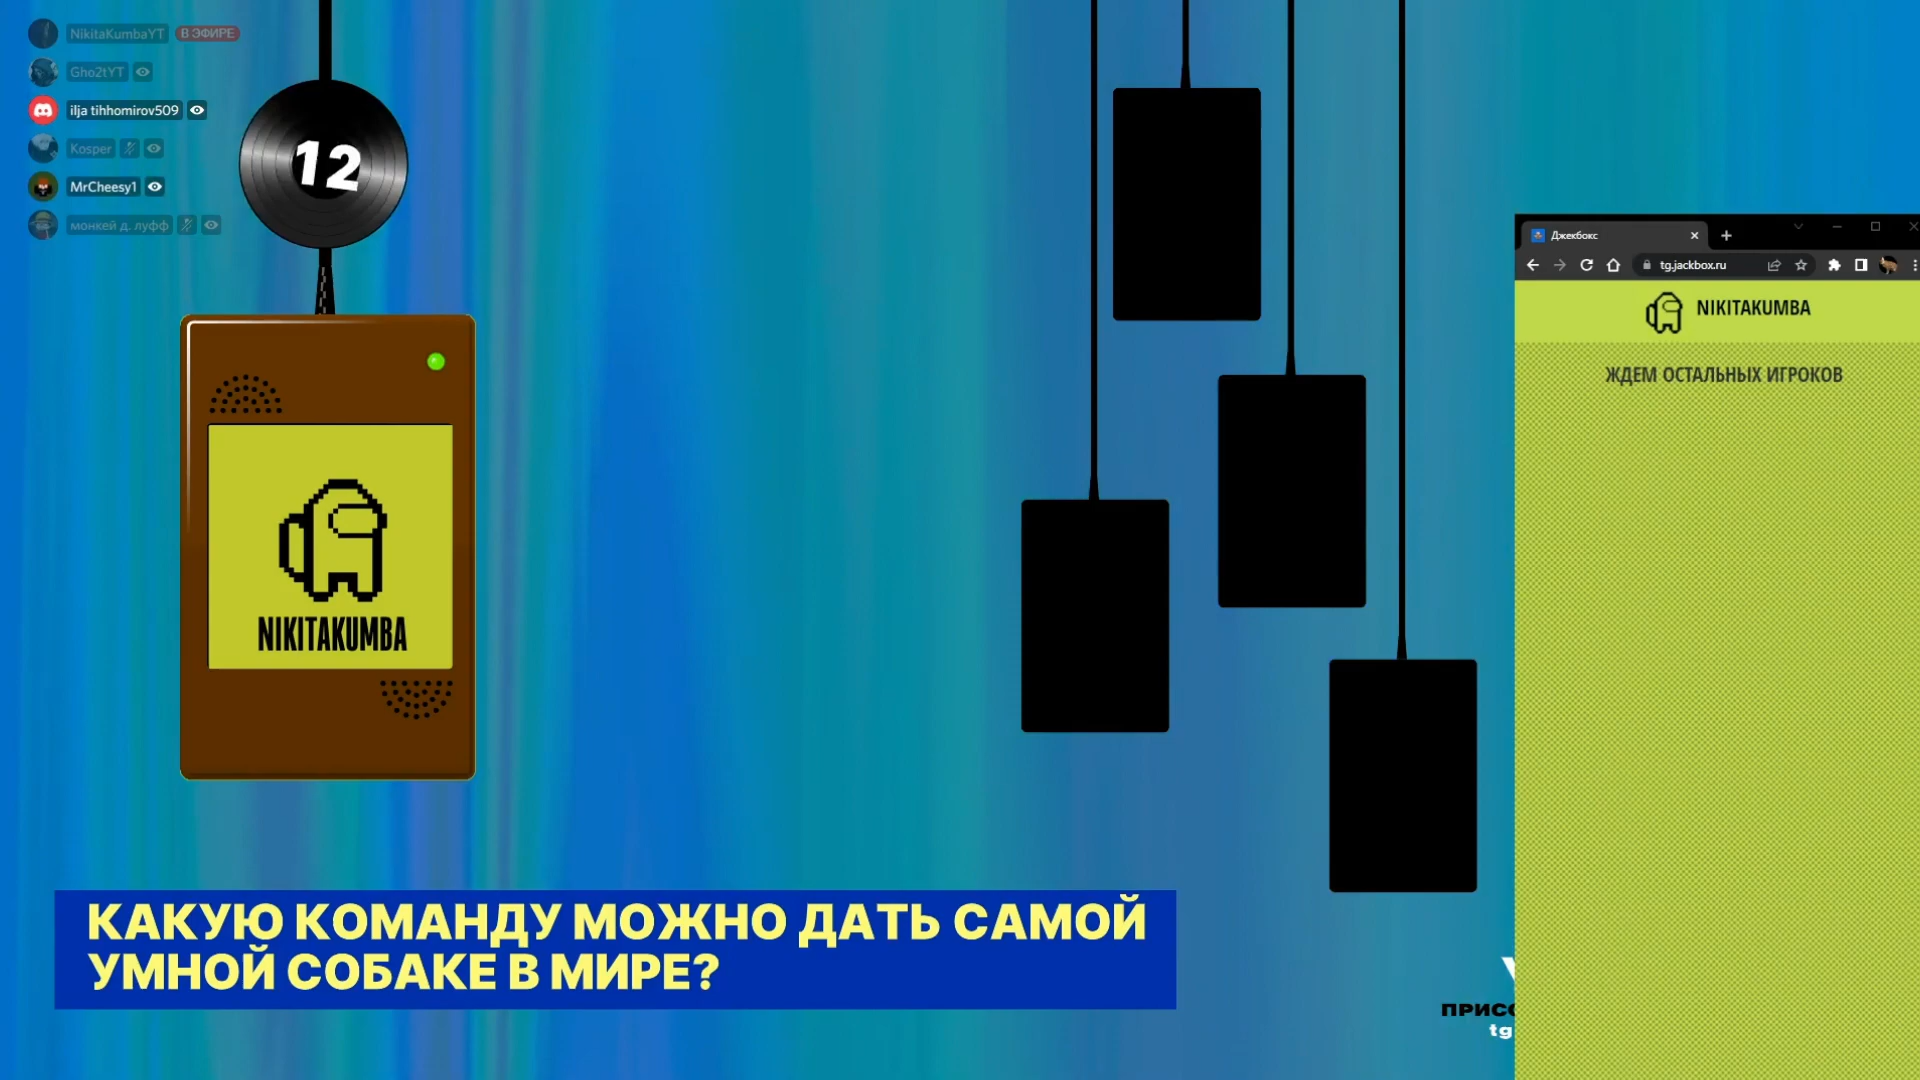 NikitaKumbaYT В ЭФИРЕ
Gho2tYT
ilja tihhomirov509
Kosper
MrCheesy1
монкей д. луфф
12
NIKITAKUMBA
КАКУЮ КОМАНДУ МОЖНО ДАТЬ САМОЙ
УМНОЙ СОБАКЕ В МИРЕ?
Джекбокс
tg.jackbox.ru
NIKITAKUMBA
ЖДЕМ ОСТАЛЬНЫХ ИГРОКОВ
tg